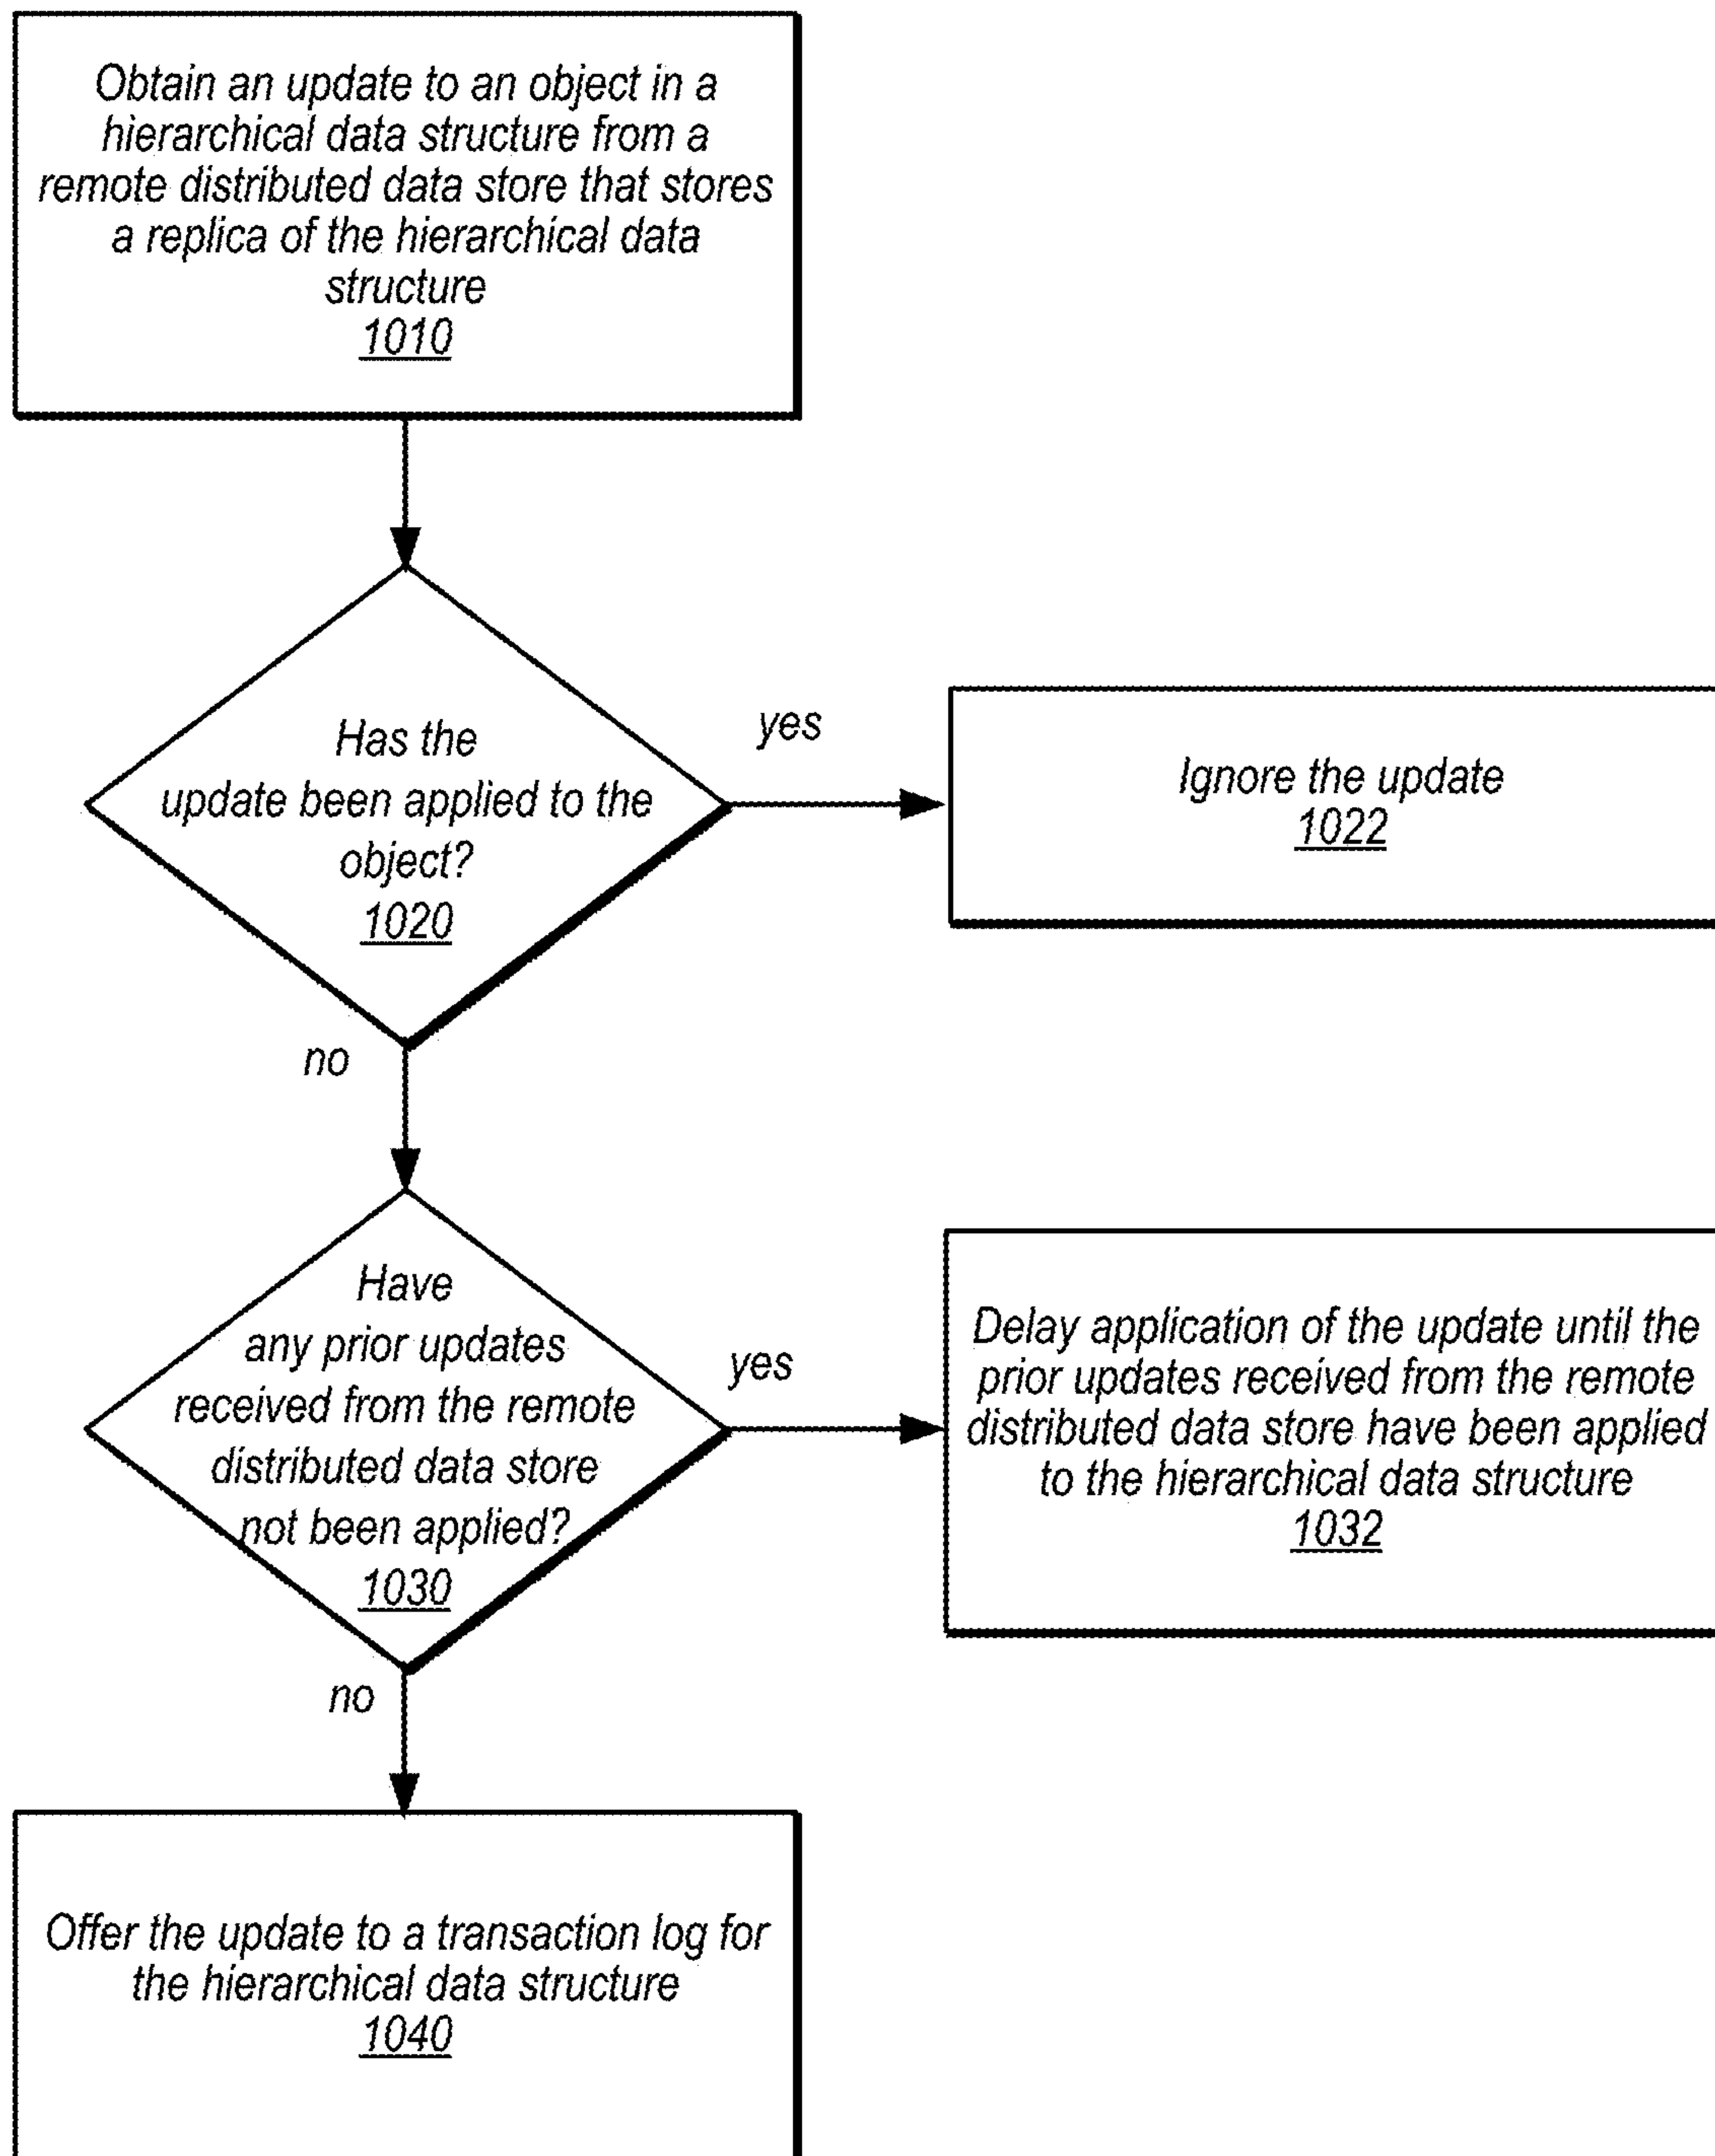 Obtain an update to an object in a
hierarchical data structure from a
remote distributed data store that stores
a replica of the hierarchical data
structure
1010
Has the
update been applied to the
object?
1020
yes
Ignore the update
1022
no
Have
any prior updates
received from the remote
distributed data store
not been applied?
1030
yes
Delay application of the update until the
prior updates received from the remote
distributed data store have been applied
to the hierarchical data structure
1032
no
Offer the update to a transaction log for
the hierarchical data structure
1040